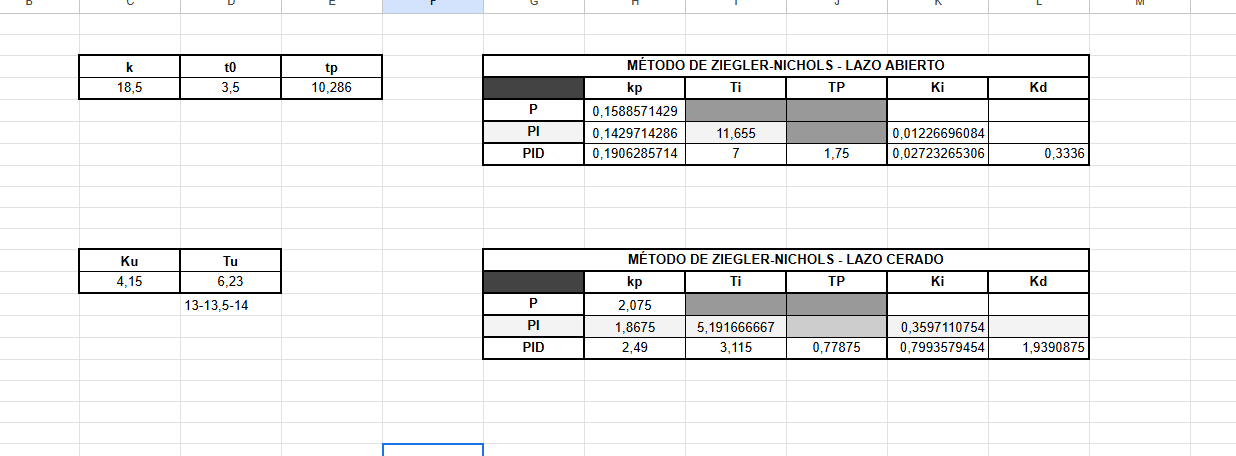 B C D E F G H I J K L M
k t0 tp
18,5 3,5 10,286
MÉTODO DE ZIEGLER-NICHOLS - LAZO ABIERTO
kp Ti TP Ki Kd
P 0,1588571429
PI 0,1429714286 11,655 0,01226696084
PID 0,1906285714 7 1,75 0,02723265306 0,3336
Ku Tu
4,15 6,23
13-13,5-14
MÉTODO DE ZIEGLER-NICHOLS - LAZO CERADO
kp Ti TP Ki Kd
P 2,075
PI 1,8675 5,191666667 0,3597110754
PID 2,49 3,115 0,77875 0,7993579454 1,9390875